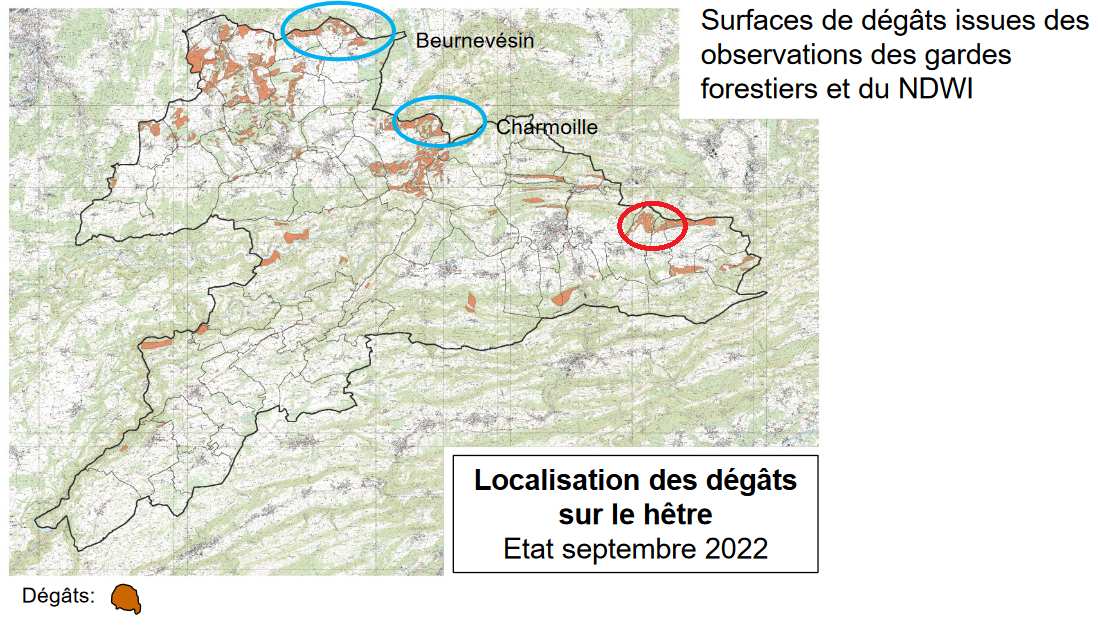 Surfaces de dégâts issues des
observations des gardes
forestiers et du NDWI
Beurnevésin
Charmoille
Localisation des dégâts
sur le hêtre
Etat septembre 2022
Dégâts: